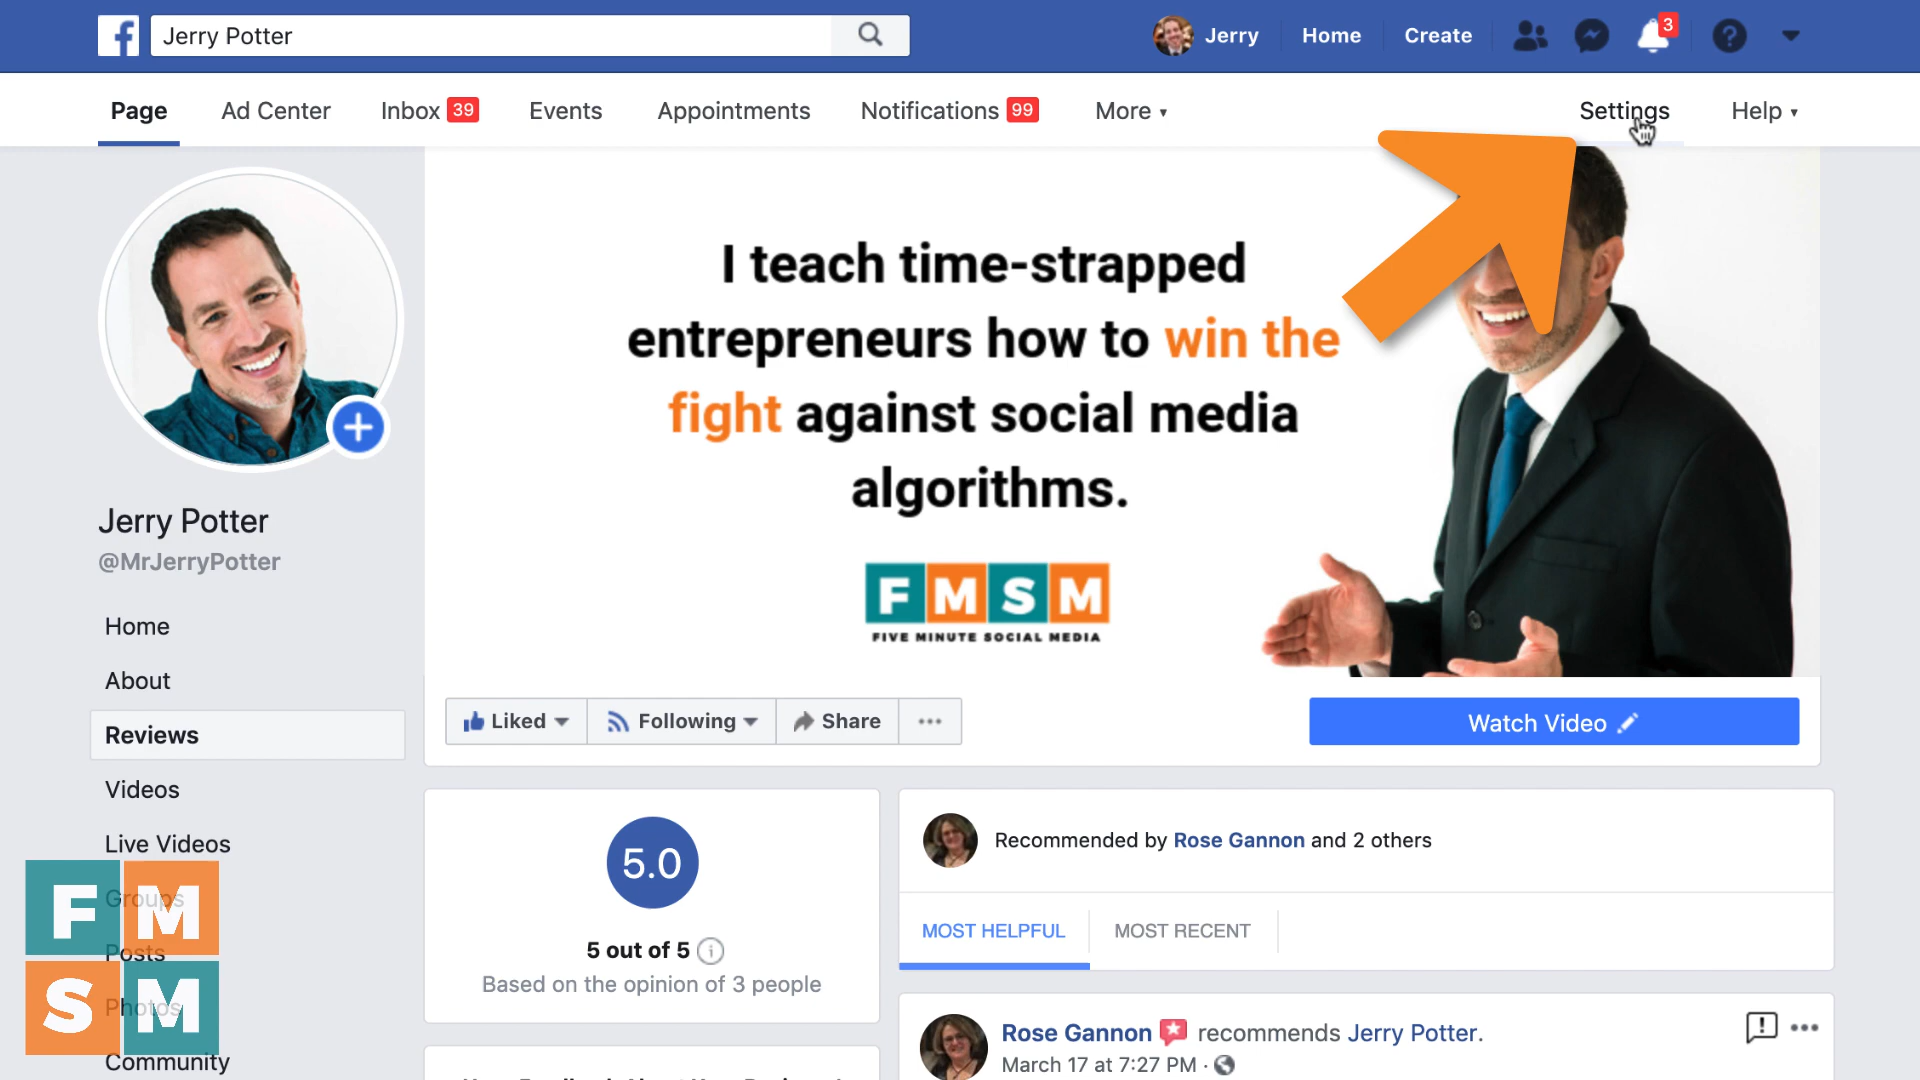 Jerry Potter
Jerry
Home
Create
3
Page
Ad Center
Inbox 39
Events
Appointments
Notifications 99
More
Settings
Help
I teach time-strapped
entrepreneurs how to win the
fight against social media
algorithms.
FMSM
FIVE MINUTE SOCIAL MEDIA
Jerry Potter
@MrJerryPotter
Home
About
Reviews
Videos
Live Videos
Groups
Posts
Photos
Community
F M
S M
Liked
Following
Share
Watch Video
5.0
5 out of 5
Based on the opinion of 3 people
Recommended by Rose Gannon and 2 others
MOST HELPFUL
MOST RECENT
Rose Gannon recommends Jerry Potter.
March 17 at 7:27 PM ·